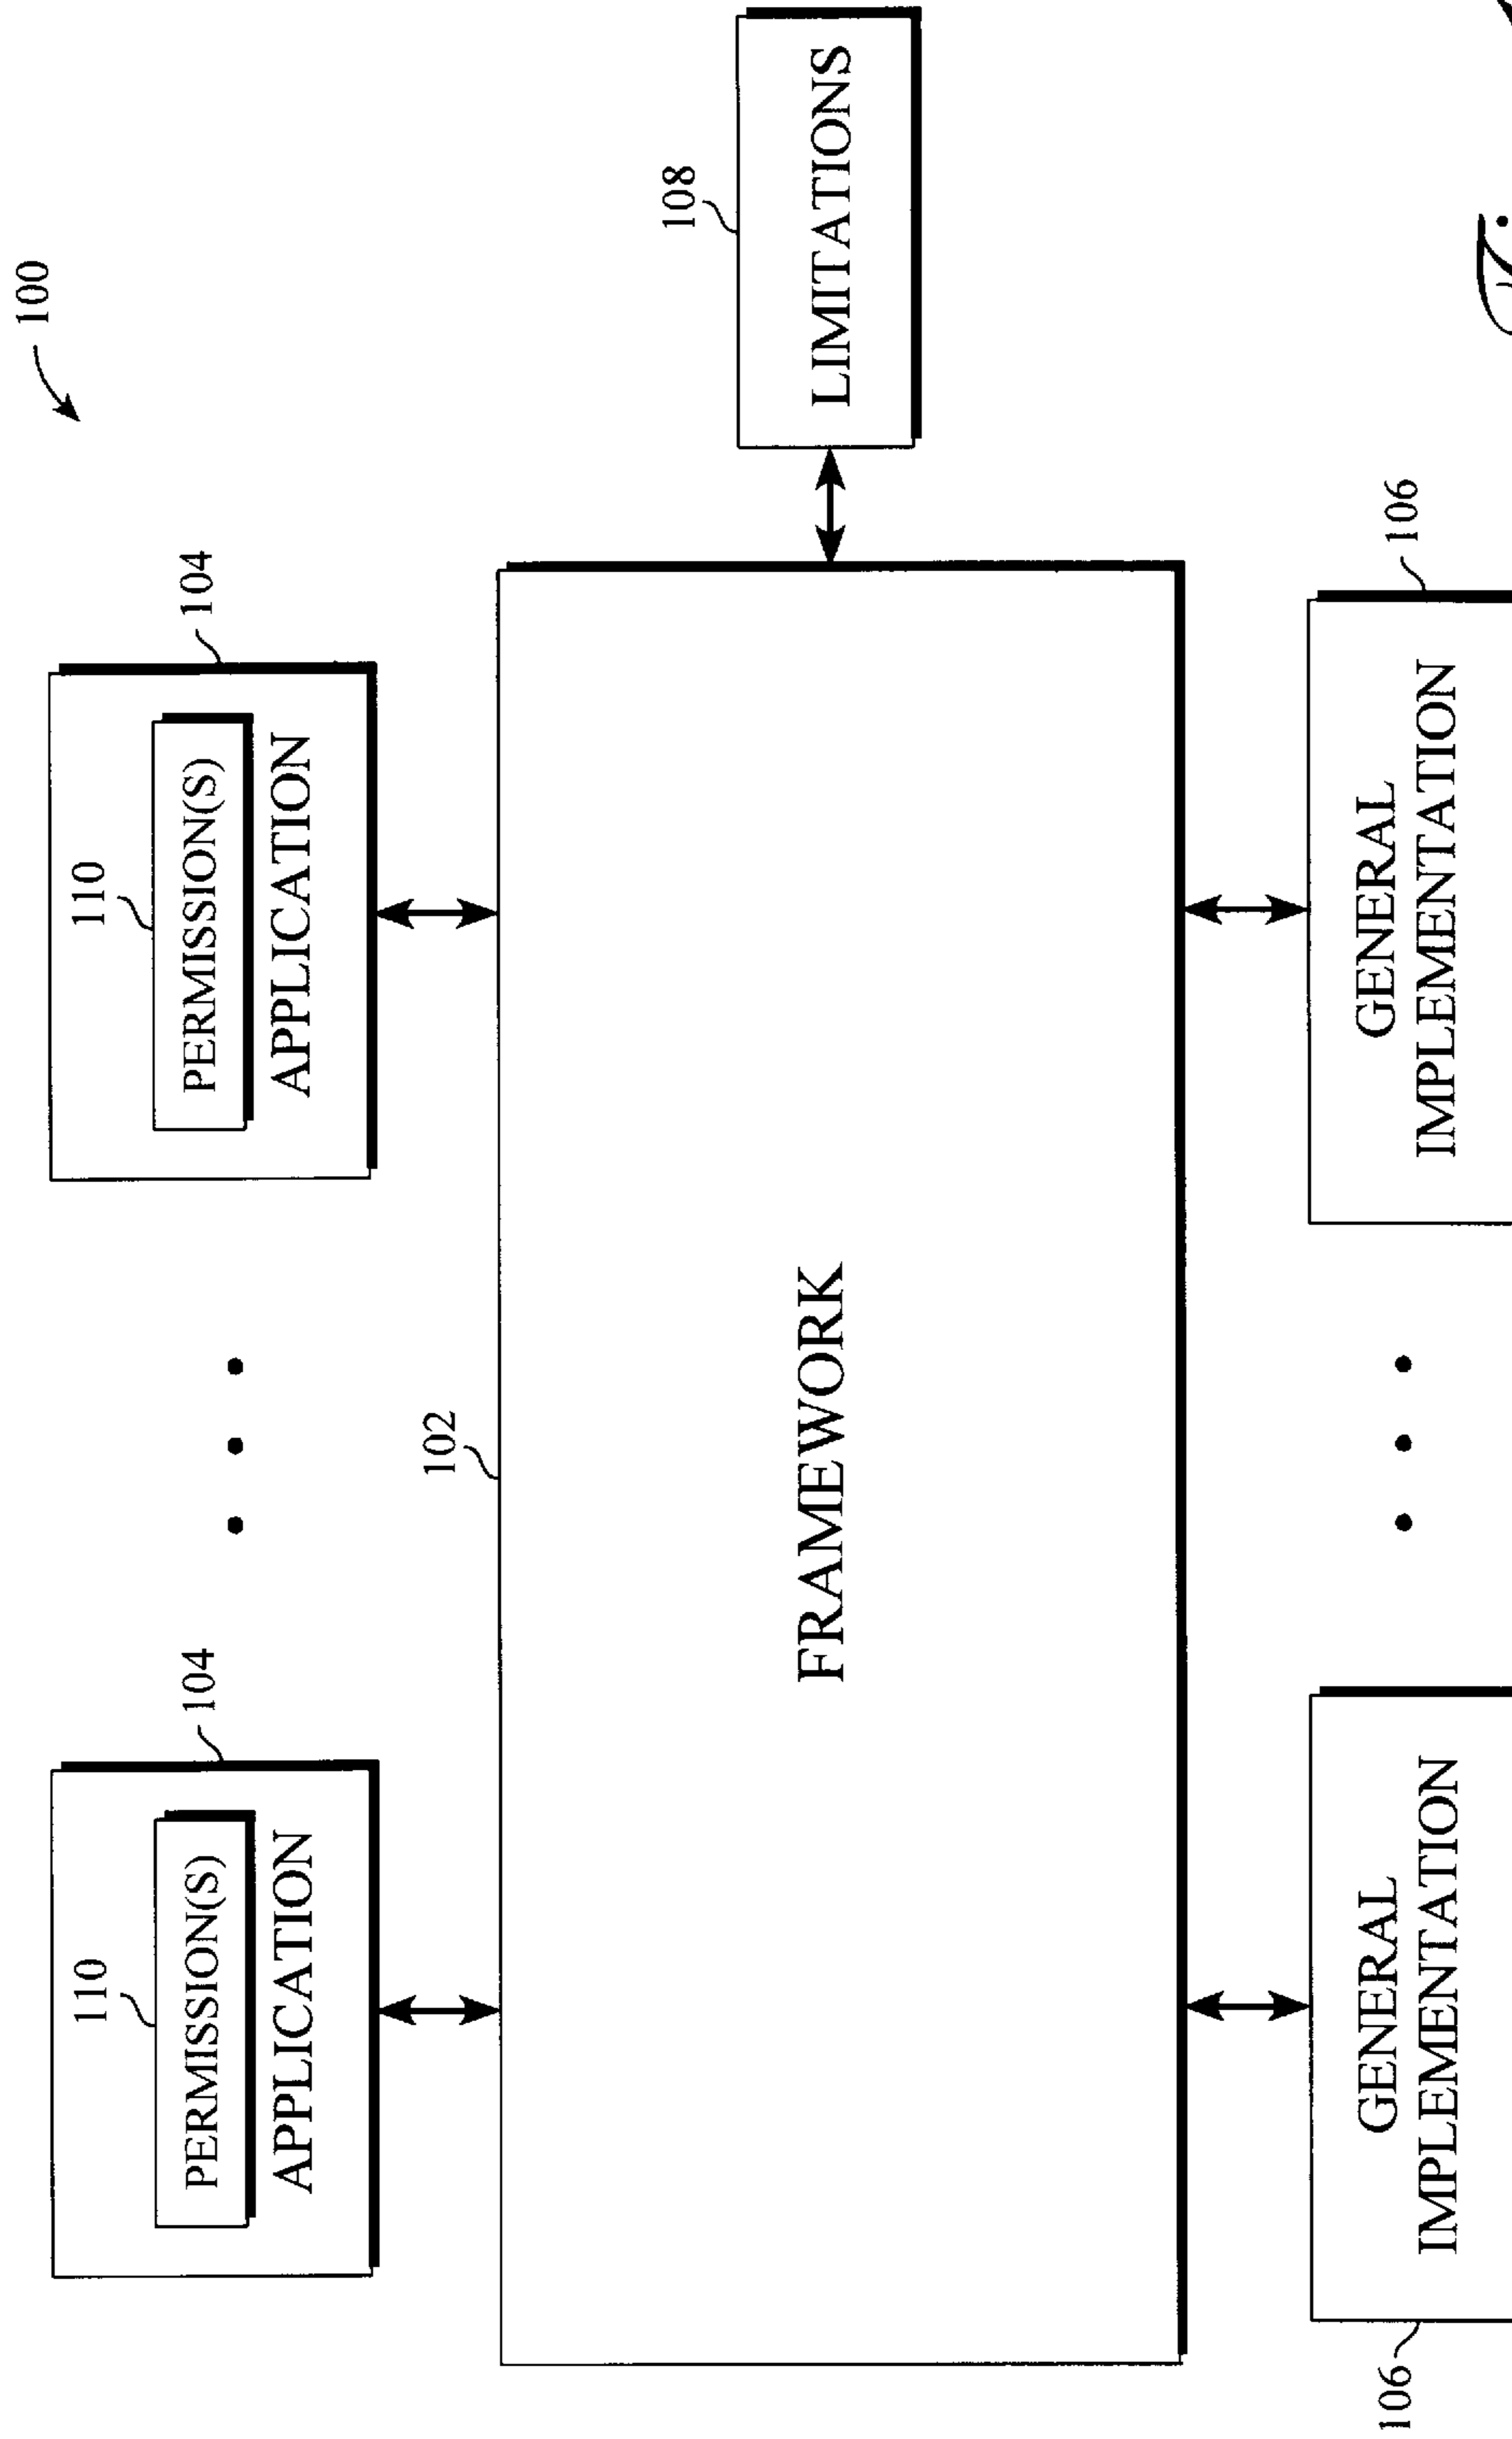 100
110
PERMISSION(S)
APPLICATION
104
110
PERMISSION(S)
APPLICATION
104
102
FRAMEWORK
108
LIMITATIONS
106
GENERAL
IMPLEMENTATION
GENERAL
IMPLEMENTATION
106